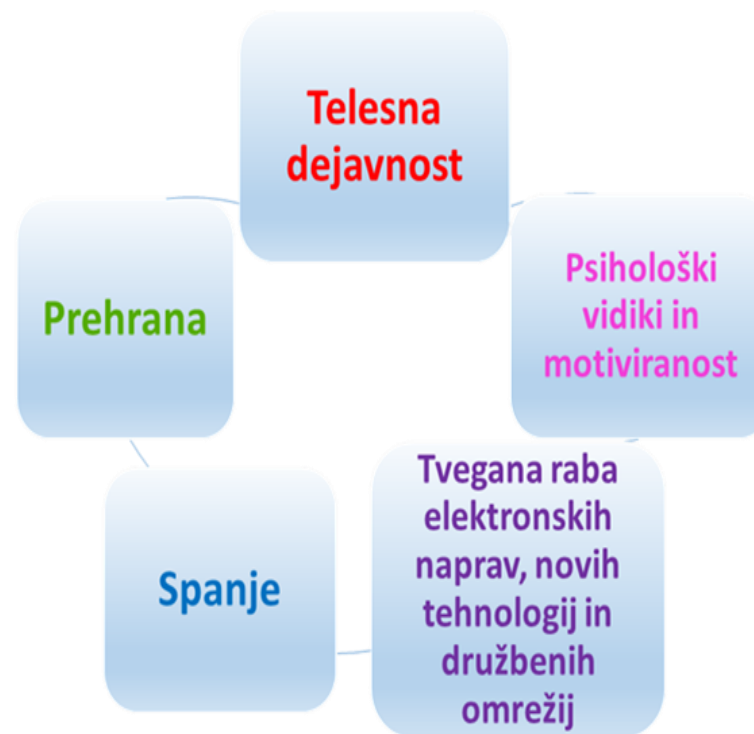 Telesna
dejavnost
Psihološki
vidiki in
motiviranost
Tvegana raba
elektronskih
naprav, novih
tehnologij in
družbenih
omrežij
Spanje
Prehrana